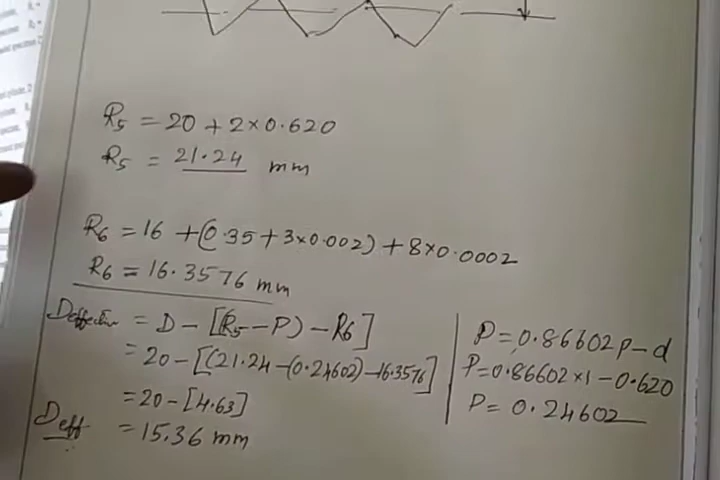 R5 = 20 + 2×0.620
R5 = 21.24 mm
R6 = 16 + (0.35 + 3×0.002) + 8×0.0002
R6 = 16.3576 mm
Deffective = D - [(R5 - P) - R6]
= 20 - [(21.24 - (0.24602) - 16.3576]
= 20 - [4.63]
Deff = 15.36 mm
P = 0.86602p - d
P = 0.86602 × 1 - 0.620
P = 0.24602